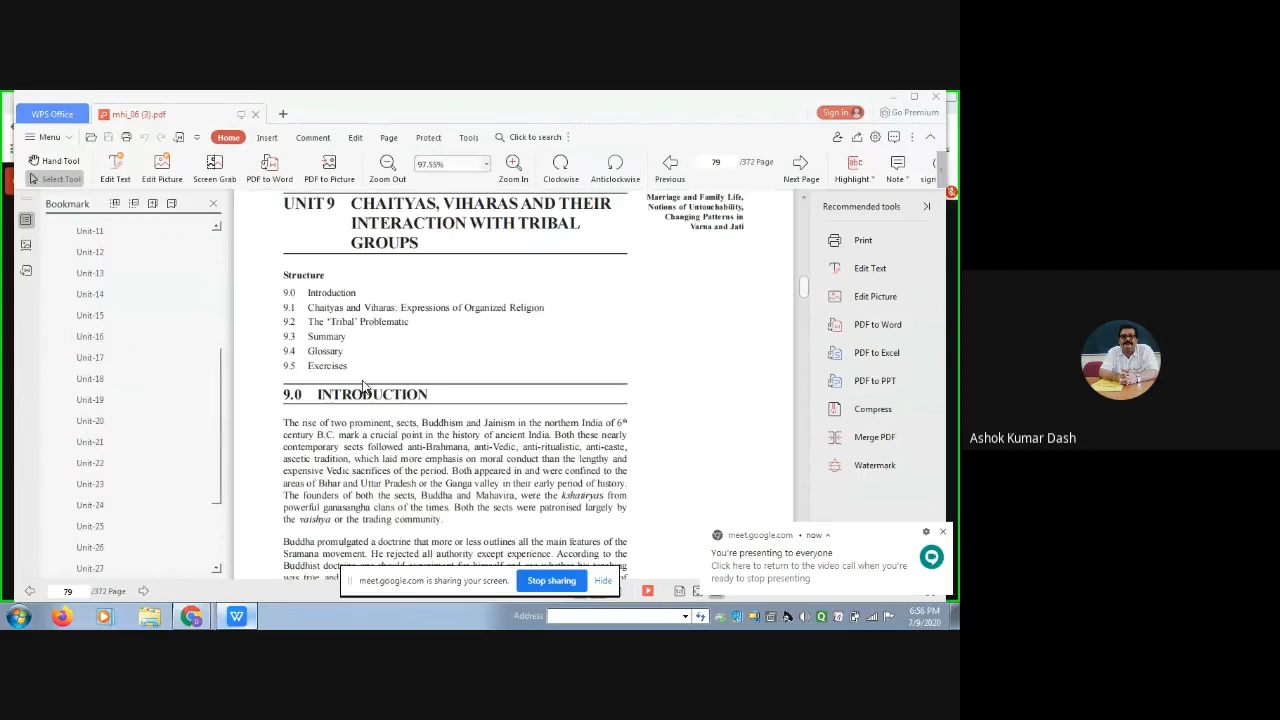 WPS Office
mhi_06 (3).pdf
Sign in
Go Premium
Menu
Home
Insert
Comment
Edit
Page
Protect
Tools
Click to search
Hand Tool
Select Tool
Edit Text
Edit Picture
Screen Grab
PDF to Word
PDF to Picture
Zoom Out
97.55%
Zoom In
Clockwise
Anticlockwise
Previous
79
/372 Page
Next Page
Highlight
Note
sign
Bookmark
Unit-11
Unit-12
Unit-13
Unit-14
Unit-15
Unit-16
Unit-17
Unit-18
Unit-19
Unit-20
Unit-21
Unit-22
Unit-23
Unit-24
Unit-25
Unit-26
Unit-27
UNIT 9 CHAITYAS, VIHARAS AND THEIR
INTERACTION WITH TRIBAL
GROUPS
Marriage and Family Life,
Notions of Untouchability,
Changing Patterns in
Varna and Jati
Structure
9.0 Introduction
9.1 Chaityas and Viharas: Expressions of Organized Religion
9.2 The ‘Tribal’ Problematic
9.3 Summary
9.4 Glossary
9.5 Exercises
9.0 INTRODUCTION
The rise of two prominent, sects, Buddhism and Jainism in the northern India of 6th
century B.C. mark a crucial point in the history of ancient India. Both these nearly
contemporary sects followed anti-Brahmana, anti-Vedic, anti-ritualistic, anti-caste,
ascetic tradition, which laid more emphasis on moral conduct than the lengthy and
expensive Vedic sacrifices of the period. Both appeared in and were confined to the
areas of Bihar and Uttar Pradesh or the Ganga valley in their early period of history.
The founders of both the sects, Buddha and Mahavira, were the kshatiryas from
powerful ganasangha clans of the times. Both the sects were patronised largely by
the vaishya or the trading community.
Buddha promulgated a doctrine that more or less outlines all the main features of the
Sramana movement. He rejected all authority except experience. According to the
Recommended tools
Print
Edit Text
Edit Picture
PDF to Word
PDF to Excel
PDF to PPT
Compress
Merge PDF
Watermark
meet.google.com • now
You're presenting to everyone
Click here to return to the video call when you're
ready to stop presenting
meet.google.com is sharing your screen.
Stop sharing
Hide
79
/372 Page
Address
6:56 PM
7/9/2020
Ashok Kumar Dash